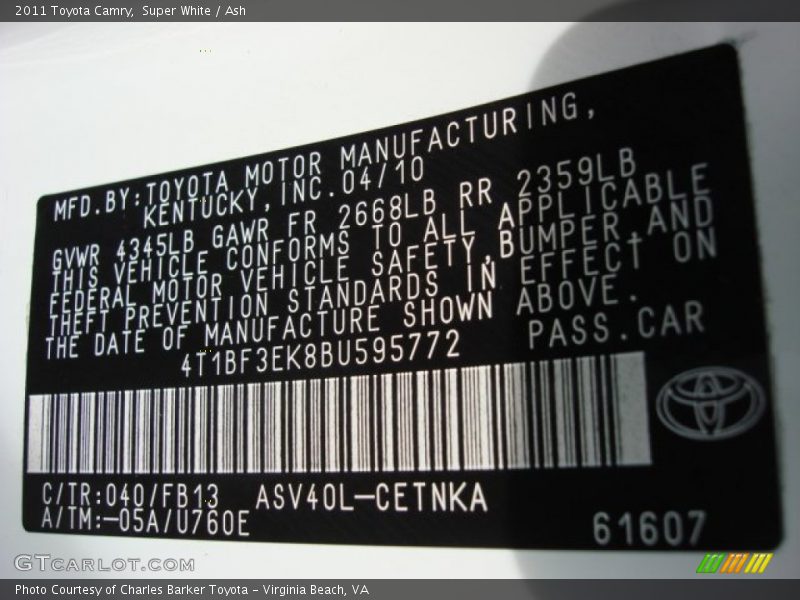 2011 Toyota Camry,  Super White / Ash
MFD.BY:TOYOTA MOTOR MANUFACTURING,
KENTUCKY,INC.04/10
GVWR 4345LB GAWR FR 2668LB RR 2359LB
THIS VEHICLE CONFORMS TO ALL APPLICABLE
FEDERAL MOTOR VEHICLE SAFETY,BUMPER,AND
THEFT PREVENTION STANDARDS IN EFFECT ON
THE DATE OF MANUFACTURE SHOWN ABOVE.
4T1BF3EK8BU595772 PASS.CAR
C/TR:040/FB13 ASV40L-CETNKA
A/TM:-05A/U760E
61607
GTCARLOT.COM
Photo Courtesy of Charles Barker Toyota - Virginia Beach, VA